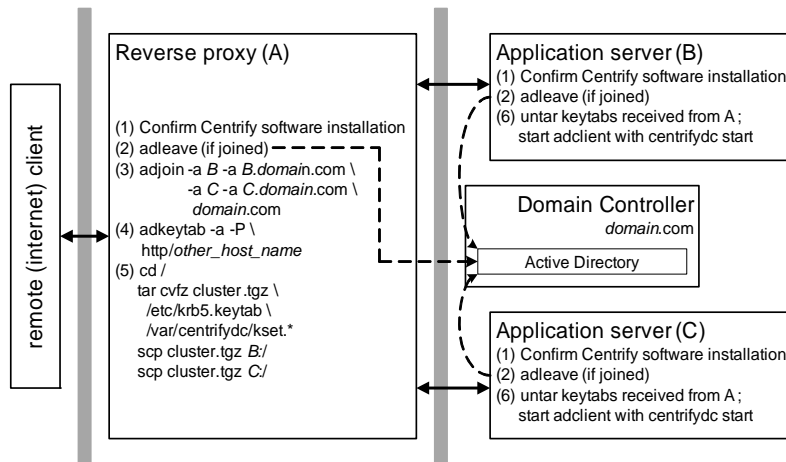 remote (internet) client
Reverse proxy (A)
(1) Confirm Centrify software installation
(2) adleave (if joined)
(3) adjoin -a B -a B.domain.com \
-a C -a C.domain.com \
domain.com
(4) adkeytab -a -P \
http/other_host_name
(5) cd /
tar cvfz cluster.tgz \
/etc/krb5.keytab \
/var/centrifydc/kset.*
scp cluster.tgz B:/
scp cluster.tgz C:/
Application server (B)
(1) Confirm Centrify software installation
(2) adleave (if joined)
(6) untar keytabs received from A ;
start adclient with centrifydc start
Domain Controller
domain.com
Active Directory
Application server (C)
(1) Confirm Centrify software installation
(2) adleave (if joined)
(6) untar keytabs received from A ;
start adclient with centrifydc start